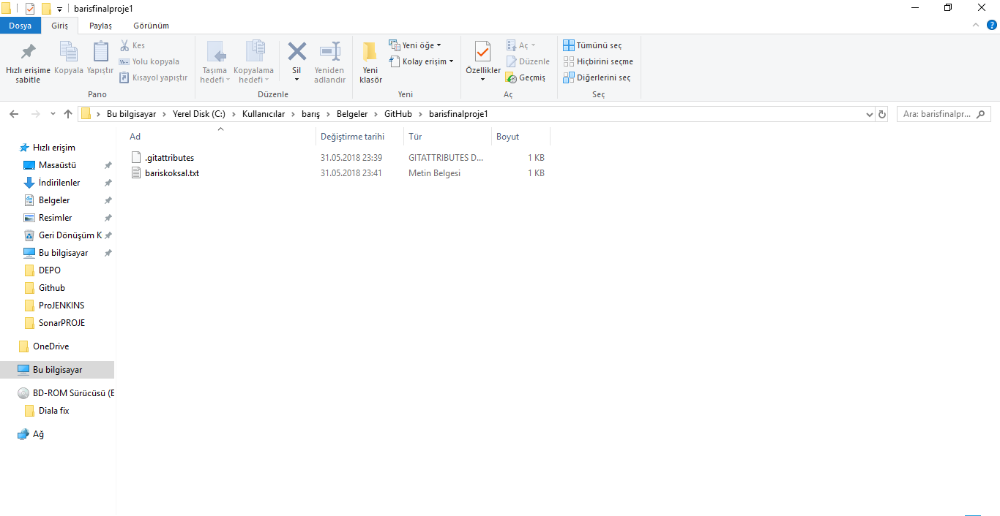 barisfinalproje1
Dosya Giriş Paylaş Görünüm
Hızlı erişime sabitle
Kopyala
Yapıştır
Kes
Yolu kopyala
Kısayol yapıştır
Pano
Taşıma hedefi
Kopyalama hedefi
Sil
Yeniden adlandır
Düzenle
Yeni klasör
Yeni öğe
Kolay erişim
Yeni
Özellikler
Aç
Düzenle
Geçmiş
Aç
Tümünü seç
Hiçbirini seçme
Diğerlerini seç
Seç
Bu bilgisayar › Yerel Disk (C:) › Kullanıcılar › barış › Belgeler › GitHub › barisfinalproje1
Ara: barisfinalpr...
Ad Değiştirme tarihi Tür Boyut
.gitattributes 31.05.2018 23:39 GITATTRIBUTES D... 1 KB
bariskoksal.txt 31.05.2018 23:41 Metin Belgesi 1 KB
Hızlı erişim
Masaüstü
İndirilenler
Belgeler
Resimler
Geri Dönüşüm K
Bu bilgisayar
DEPO
Github
ProJENKINS
SonarPROJE
OneDrive
Bu bilgisayar
BD-ROM Sürücüsü (E
Diala fix
Ağ